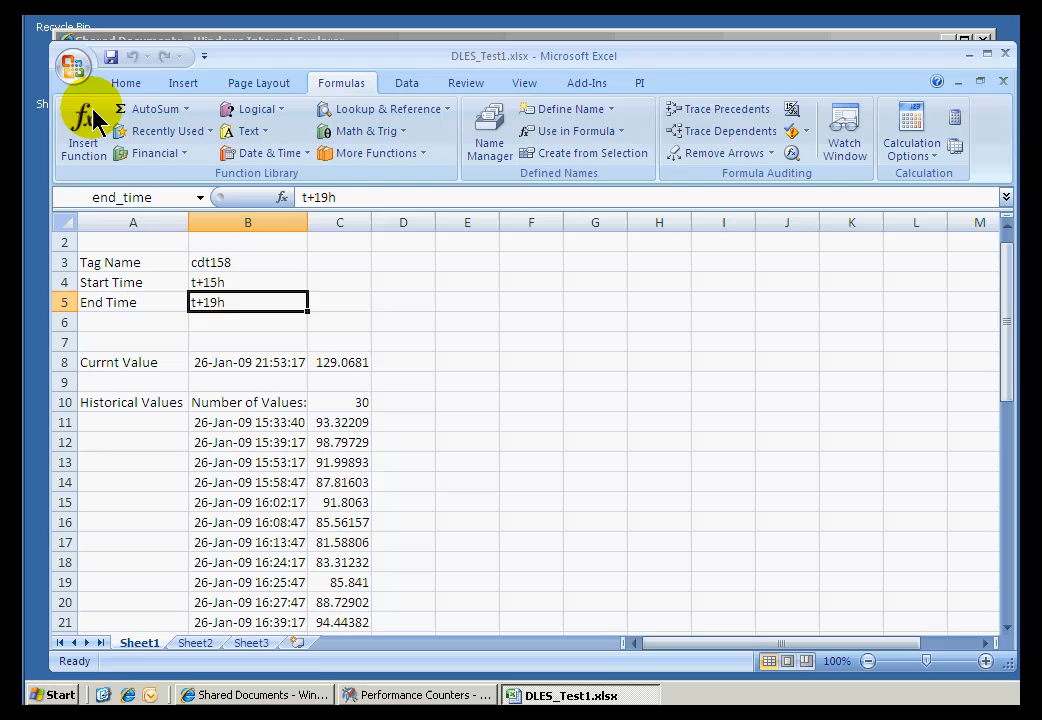 Recycle Bin
Shared Documents - Windows Internet Explorer
DLES_Test1.xlsx - Microsoft Excel
Sh
Home Insert Page Layout Formulas Data Review View Add-Ins PI
fx Insert Function
Σ AutoSum
Recently Used
Financial
Logical
Text
Date & Time
Lookup & Reference
Math & Trig
More Functions
Function Library
Name Manager
Define Name
Use in Formula
Create from Selection
Defined Names
Trace Precedents
Trace Dependents
Remove Arrows
Formula Auditing
Watch Window
Calculation Options
Calculation
end_time fx t+19h
A B C D E F G H I J K L M
2
3 Tag Name cdt158
4 Start Time t+15h
5 End Time t+19h
6
7
8 Currnt Value 26-Jan-09 21:53:17 129.0681
9
10 Historical Values Number of Values: 30
11 26-Jan-09 15:33:40 93.32209
12 26-Jan-09 15:39:17 98.79729
13 26-Jan-09 15:53:17 91.99893
14 26-Jan-09 15:58:47 87.81603
15 26-Jan-09 16:02:17 91.8063
16 26-Jan-09 16:08:47 85.56157
17 26-Jan-09 16:13:47 81.58806
18 26-Jan-09 16:24:17 83.31232
19 26-Jan-09 16:25:47 85.841
20 26-Jan-09 16:27:47 88.72902
21 26-Jan-09 16:39:17 94.44382
Sheet1 Sheet2 Sheet3
Ready 100%
Start Shared Documents - Win... Performance Counters - ... DLES_Test1.xlsx